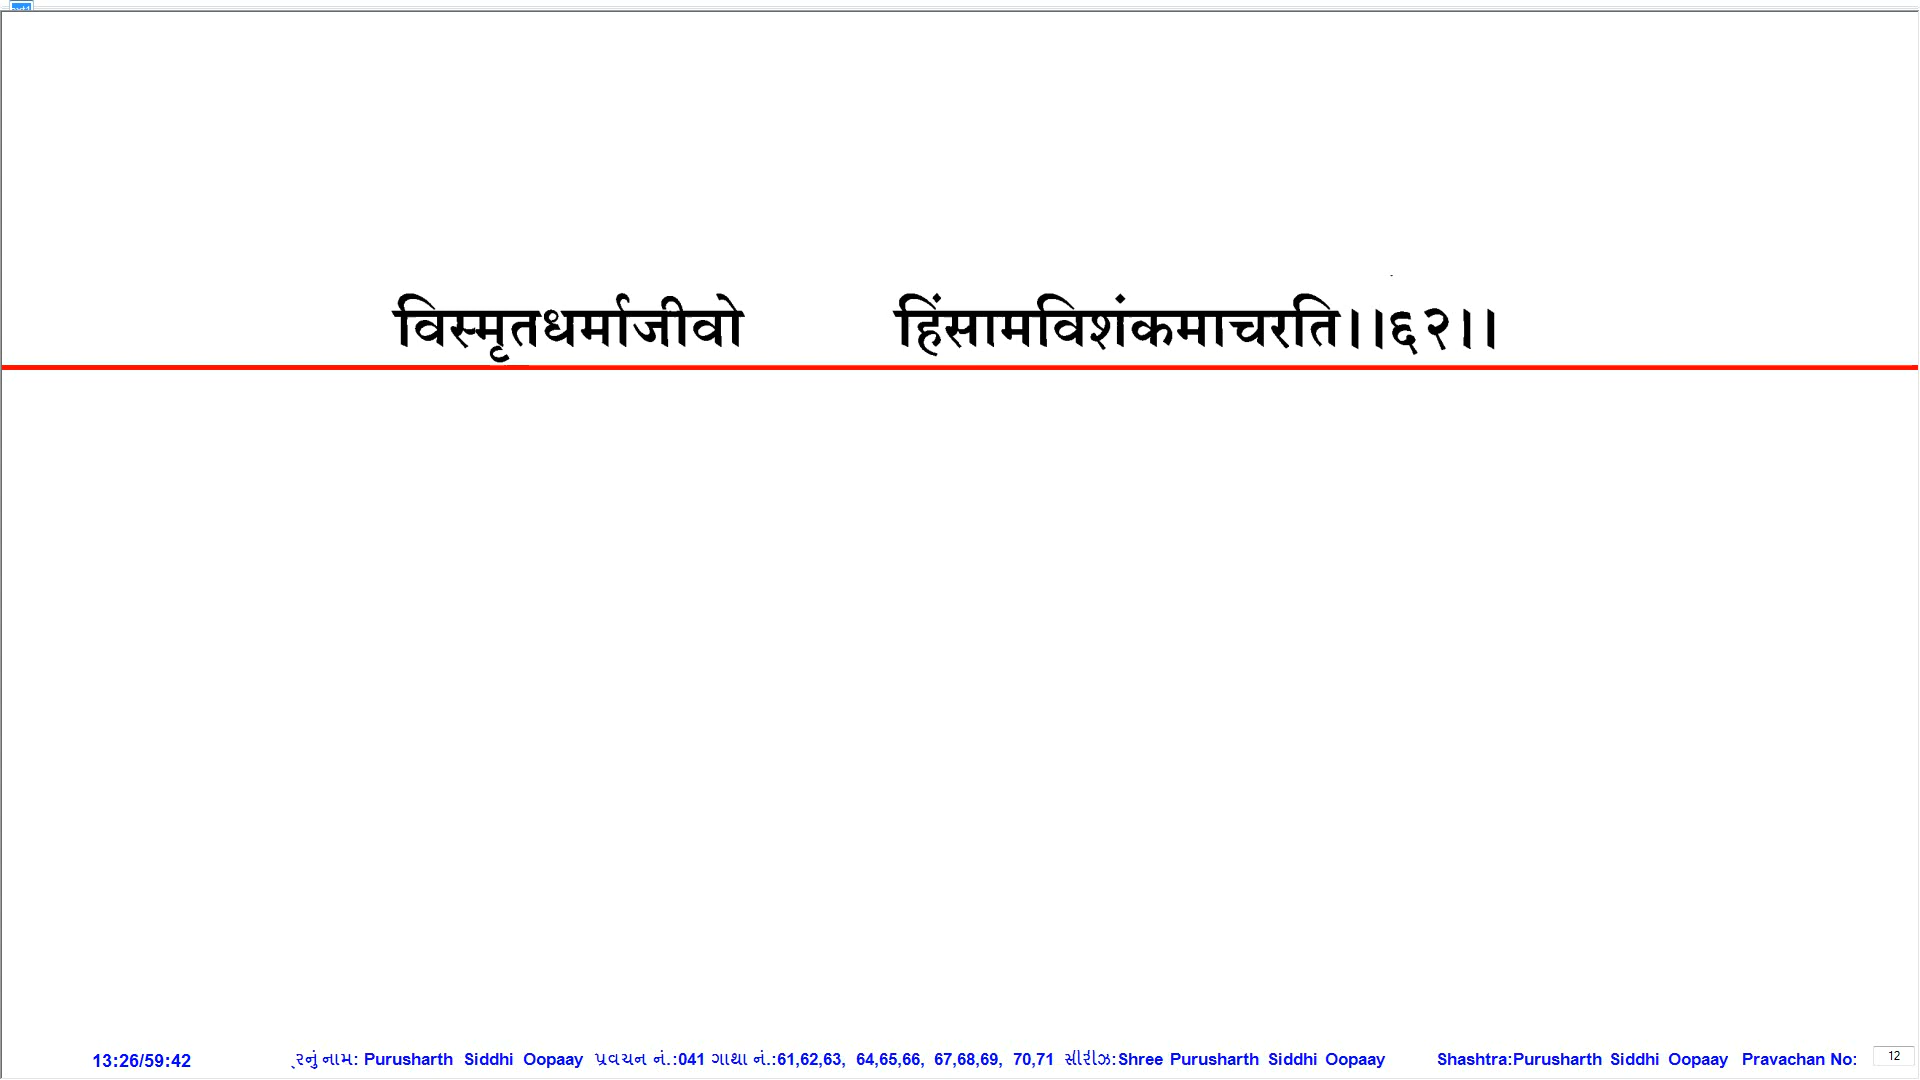 विस्मृतधर्माजीवो हिंसामविशंकमाचरति।।६२।।
13:26/59:42 રનું નામ: Purusharth Siddhi Oopaay પ્રવચન નં.:041 ગાથા નં.:61,62,63, 64,65,66, 67,68,69, 70,71 સીરીઝ:Shree Purusharth Siddhi Oopaay Shashtra:Purusharth Siddhi Oopaay Pravachan No: 12